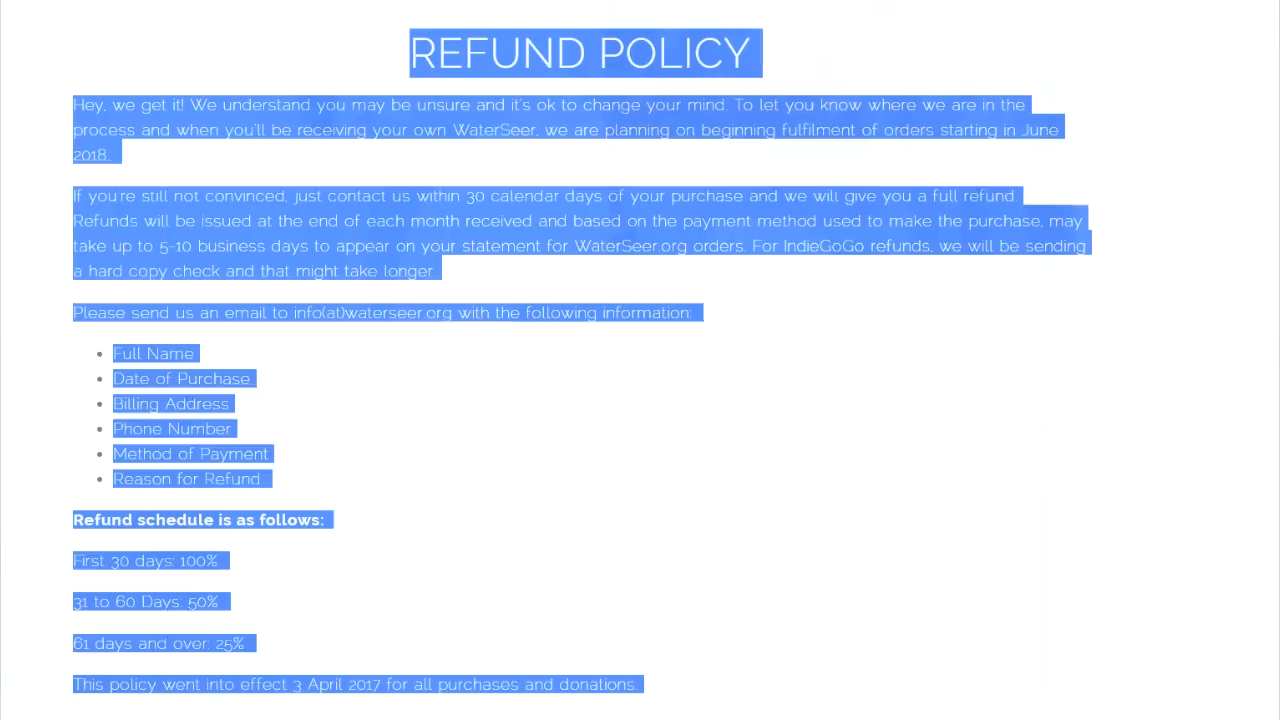 REFUND POLICY
Hey, we get it! We understand you may be unsure and it's ok to change your mind. To let you know where we are in the
process and when you'll be receiving your own WaterSeer, we are planning on beginning fulfilment of orders starting in June
2018.
If you're still not convinced, just contact us within 30 calendar days of your purchase and we will give you a full refund.
Refunds will be issued at the end of each month received and based on the payment method used to make the purchase, may
take up to 5-10 business days to appear on your statement for WaterSeer.org orders. For IndieGoGo refunds, we will be sending
a hard copy check and that might take longer.
Please send us an email to info(at)waterseer.org with the following information:
• Full Name
• Date of Purchase
• Billing Address
• Phone Number
• Method of Payment
• Reason for Refund
Refund schedule is as follows:
First 30 days: 100%
31 to 60 Days: 50%
61 days and over: 25%
This policy went into effect 3 April 2017 for all purchases and donations.